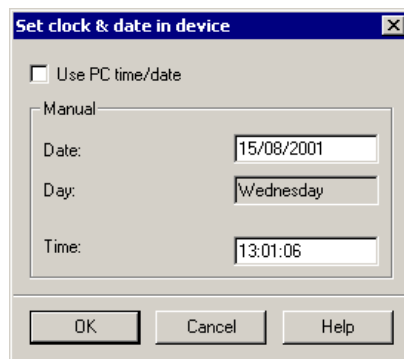 Set clock & date in device
Use PC time/date
Manual
Date: 15/08/2001
Day: Wednesday
Time: 13:01:06
OK Cancel Help